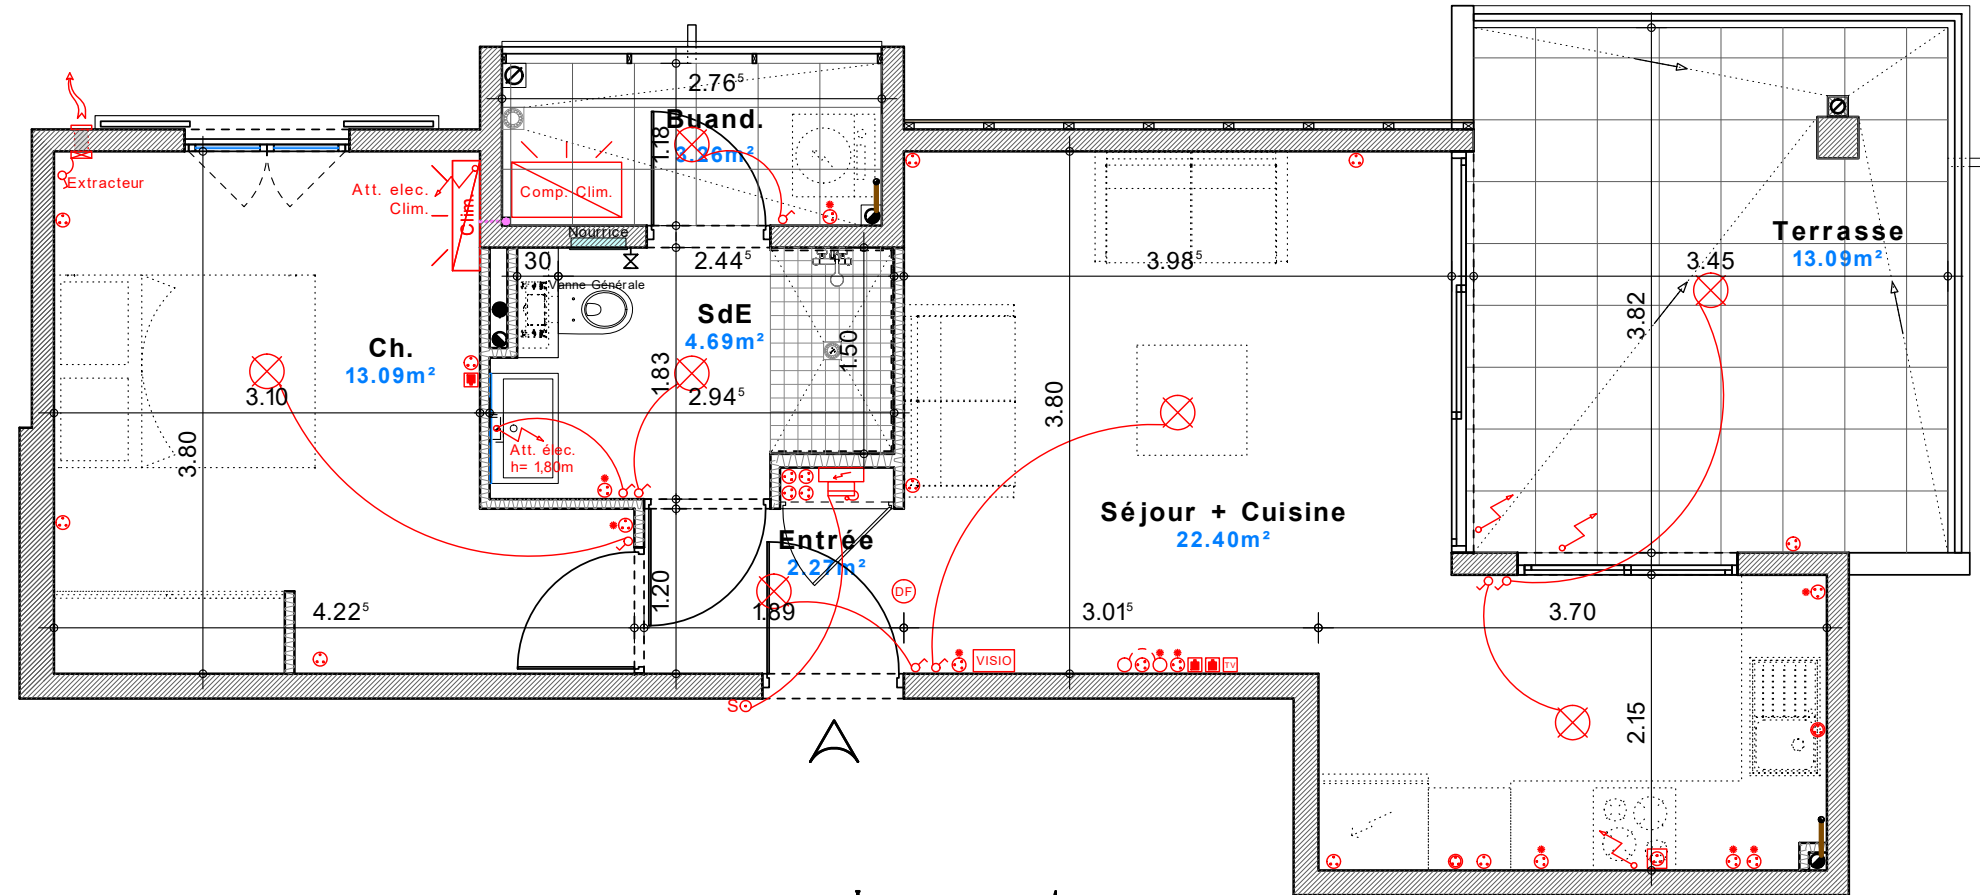 2.76⁵
Buand.
3.26m²
1.18
Extracteur
Att. elec.
Clim.
Clim.
Comp. Clim.
Nourrice
30
2.44⁵
Vanne Générale
3.98⁵
3.45
Terrasse
13.09m²
3.82
SdE
4.69m²
1.50
1.83
2.94⁵
Ch.
13.09m²
3.10
3.80
3.80
Att. élec.
h= 1,80m
Séjour + Cuisine
22.40m²
Entrée
2.27m²
1.20
DF
4.22⁵
1.89
3.01⁵
3.70
VISIO
TV
S
2.15